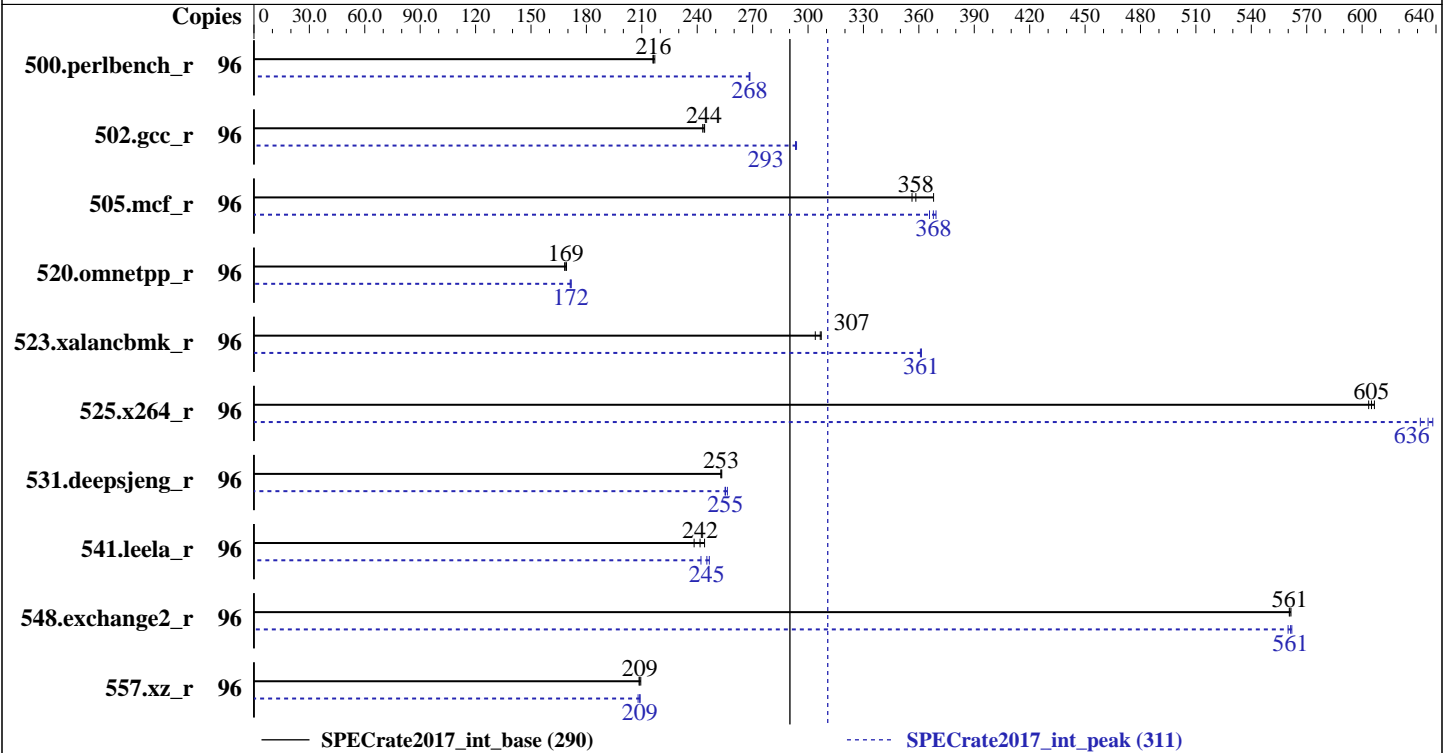 Copies 0 30.0 60.0 90.0 120 150 180 210 240 270 300 330 360 390 420 450 480 510 540 570 600 640
216
500.perlbench_r 96
268
244
502.gcc_r 96
293
358
505.mcf_r 96
368
169
520.omnetpp_r 96
172
307
523.xalancbmk_r 96
361
605
525.x264_r 96
636
253
531.deepsjeng_r 96
255
242
541.leela_r 96
245
561
548.exchange2_r 96
561
209
557.xz_r 96
209
SPECrate2017_int_base (290) SPECrate2017_int_peak (311)